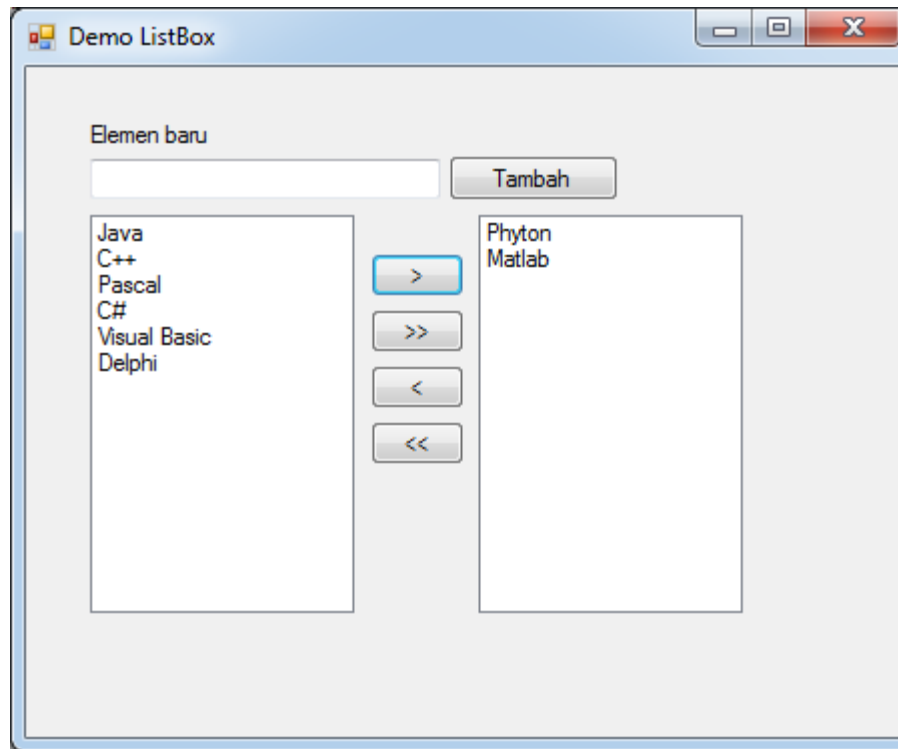 Demo ListBox
Elemen baru
Tambah
Java
C++
Pascal
C#
Visual Basic
Delphi
>
>>
<
<<
Phyton
Matlab